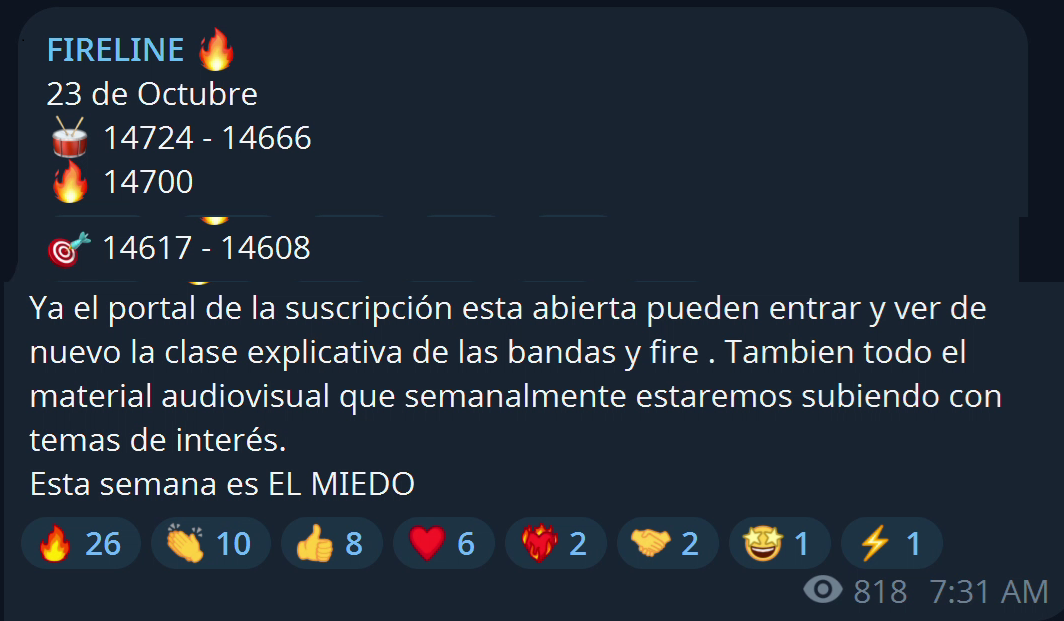 FIRELINE 🔥
23 de Octubre
🥁 14724 - 14666
🔥 14700
🎯 14617 - 14608
Ya el portal de la suscripción esta abierta pueden entrar y ver de
nuevo la clase explicativa de las bandas y fire . Tambien todo el
material audiovisual que semanalmente estaremos subiendo con
temas de interés.
Esta semana es EL MIEDO
🔥 26 👏 10 👍 8 ❤️ 6 ❤️‍🔥 2 🤝 2 🤩 1 ⚡ 1
818 7:31 AM